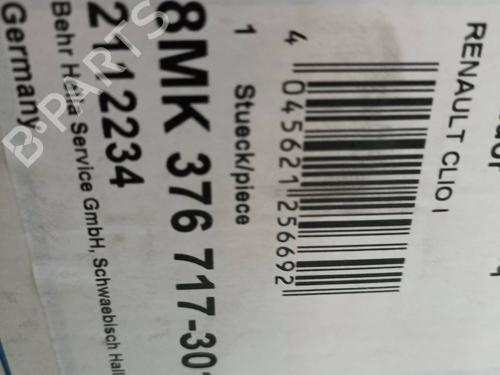 RENAULT CLIO I
4 045621 256692
1 Stueck/piece
8MK 376 717-301
2112234
Behr Hella Service GmbH, Schwaebisch Hall
Germany
B-PARTS